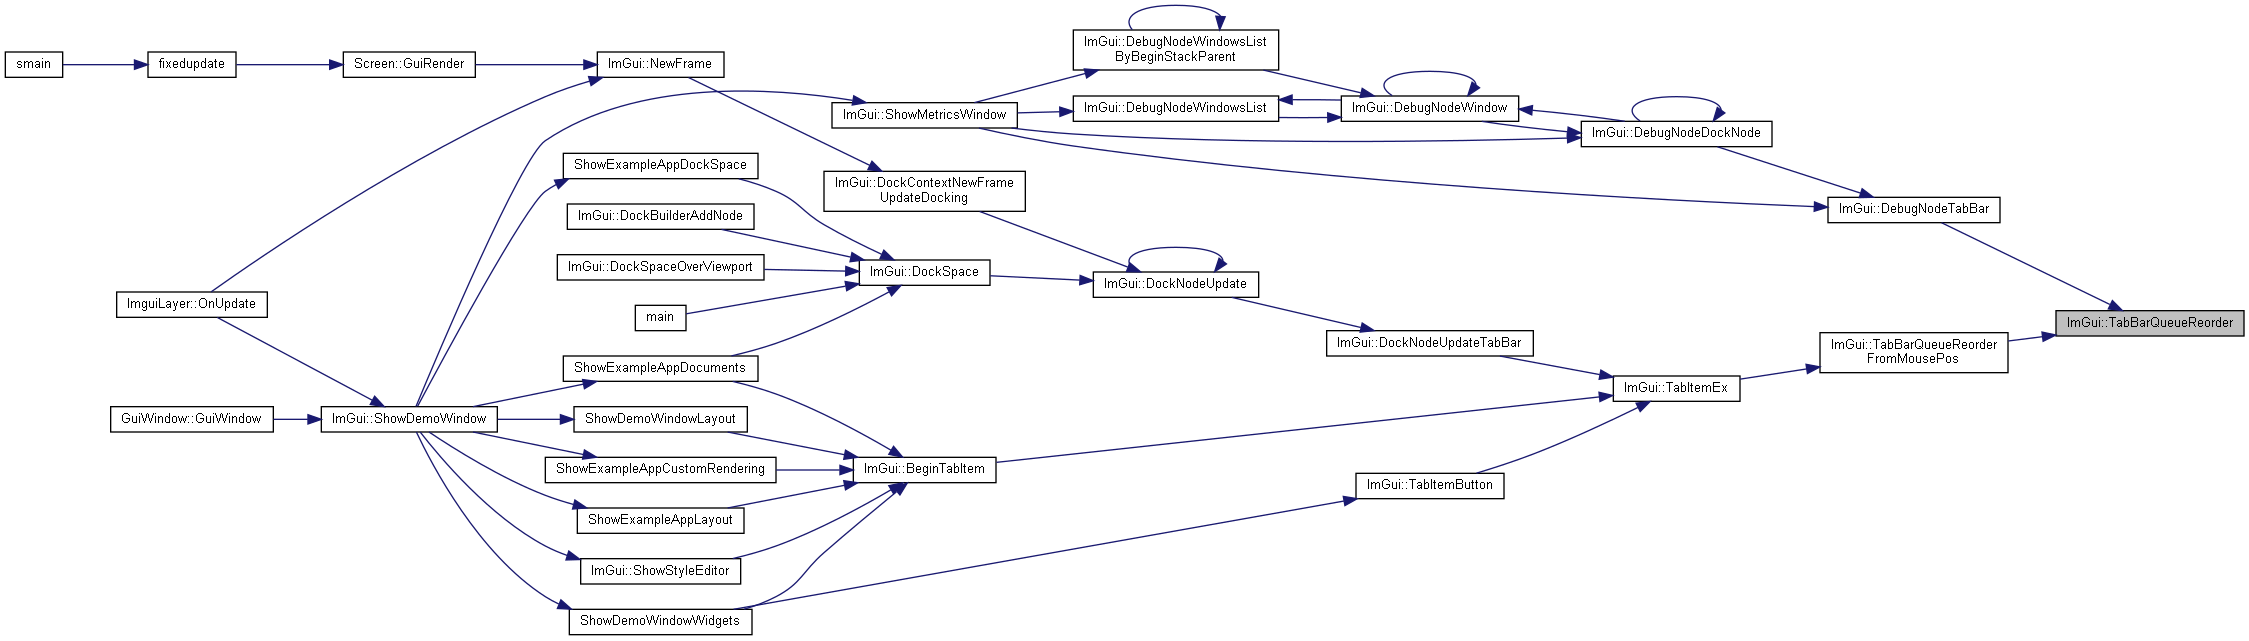 ImGui::DebugNodeWindowsList
ByBeginStackParent
smain
fixedupdate
Screen::GuiRender
ImGui::NewFrame
ImGui::ShowMetricsWindow
ImGui::DebugNodeWindowsList
ImGui::DebugNodeWindow
ImGui::DebugNodeDockNode
ShowExampleAppDockSpace
ImGui::DockContextNewFrame
UpdateDocking
ImGui::DockBuilderAddNode
ImGui::DebugNodeTabBar
ImGui::DockSpaceOverViewport
ImGui::DockSpace
ImGui::DockNodeUpdate
ImguiLayer::OnUpdate
main
ImGui::TabBarQueueReorder
ImGui::DockNodeUpdateTabBar
ImGui::TabBarQueueReorder
FromMousePos
ShowExampleAppDocuments
ImGui::TabItemEx
GuiWindow::GuiWindow
ImGui::ShowDemoWindow
ShowDemoWindowLayout
ShowExampleAppCustomRendering
ImGui::BeginTabItem
ImGui::TabItemButton
ShowExampleAppLayout
ImGui::ShowStyleEditor
ShowDemoWindowWidgets